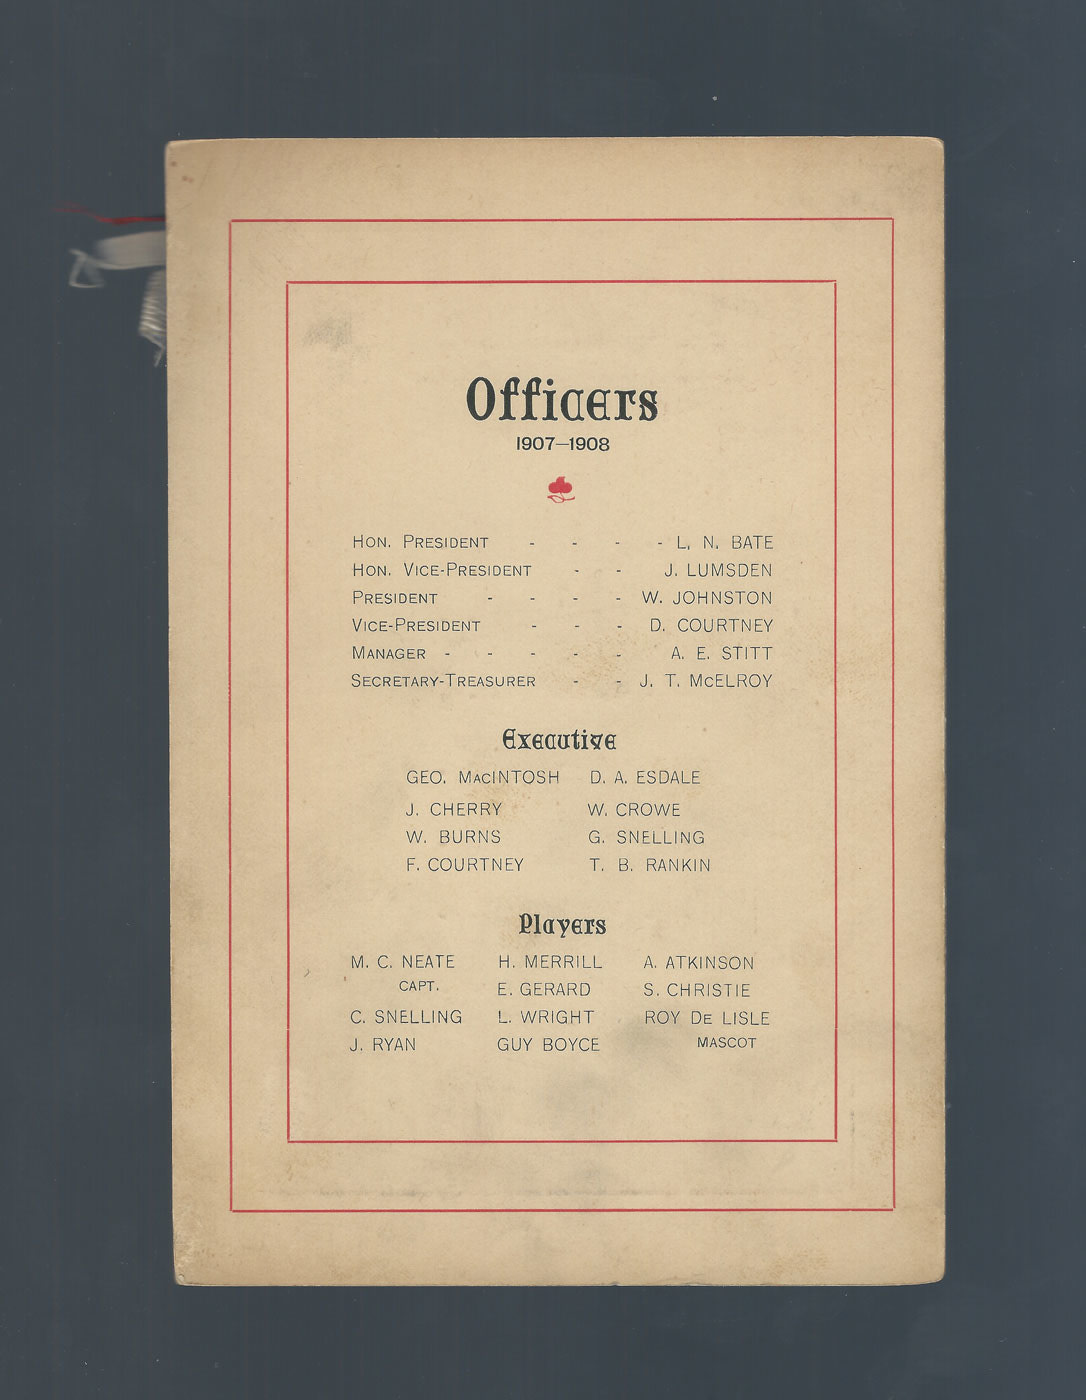 Officers
1907—1908
HON. PRESIDENT - - - - L. N. BATE
HON. VICE-PRESIDENT - - J. LUMSDEN
PRESIDENT - - - - W. JOHNSTON
VICE-PRESIDENT - - - D. COURTNEY
MANAGER - - - - - A. E. STITT
SECRETARY-TREASURER - - J. T. McELROY
Executive
GEO. MacINTOSH D. A. ESDALE
J. CHERRY W. CROWE
W. BURNS G. SNELLING
F. COURTNEY T. B. RANKIN
Players
M. C. NEATE H. MERRILL A. ATKINSON
CAPT. E. GERARD S. CHRISTIE
C. SNELLING L. WRIGHT ROY DE LISLE
J. RYAN GUY BOYCE MASCOT